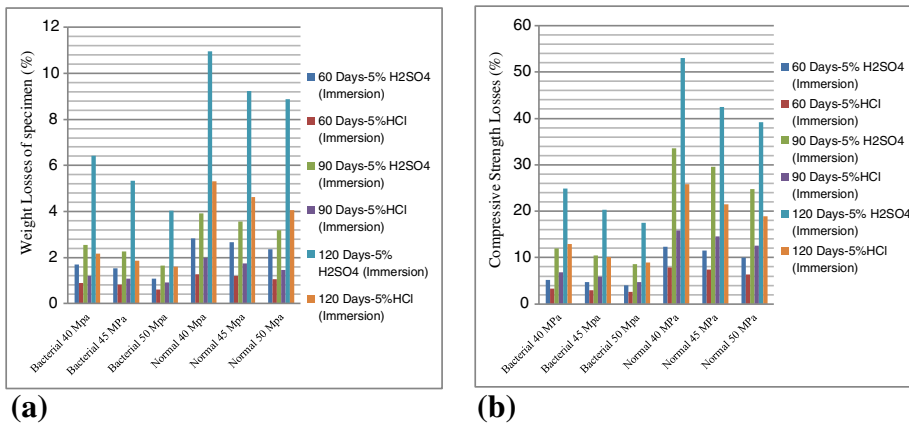 12
10
8
6
4
2
0
Weight Losses of specimen (%)
Bacterial 40 Mpa
Bacterial 45 MPa
Bacterial 50 Mpa
Normal 40 Mpa
Normal 45 Mpa
Normal 50 Mpa
60 Days-5% H2SO4
(Immersion)
60 Days-5%HCl
(Immersion)
90 Days-5% H2SO4
(Immersion)
90 Days-5%HCl
(Immersion)
120 Days-5%
H2SO4 (Immersion)
120 Days-5%HCl
(Immersion)
(a)
60
50
40
30
20
10
0
Compressive Strength Losses (%)
Bacterial 40 MPa
Bacterial 45 Mpa
Bacterial 50 Mpa
Normal 40 MPa
Normal 45 MPa
Normal 50 MPa
60 Days-5% H2SO4
(Immersion)
60 Days-5%HCl
(Immersion)
90 Days-5% H2SO4
(Immersion)
90 Days-5%HCl
(Immersion)
120 Days-5% H2SO4
(Immersion)
120 Days-5%HCl
(Immersion)
(b)